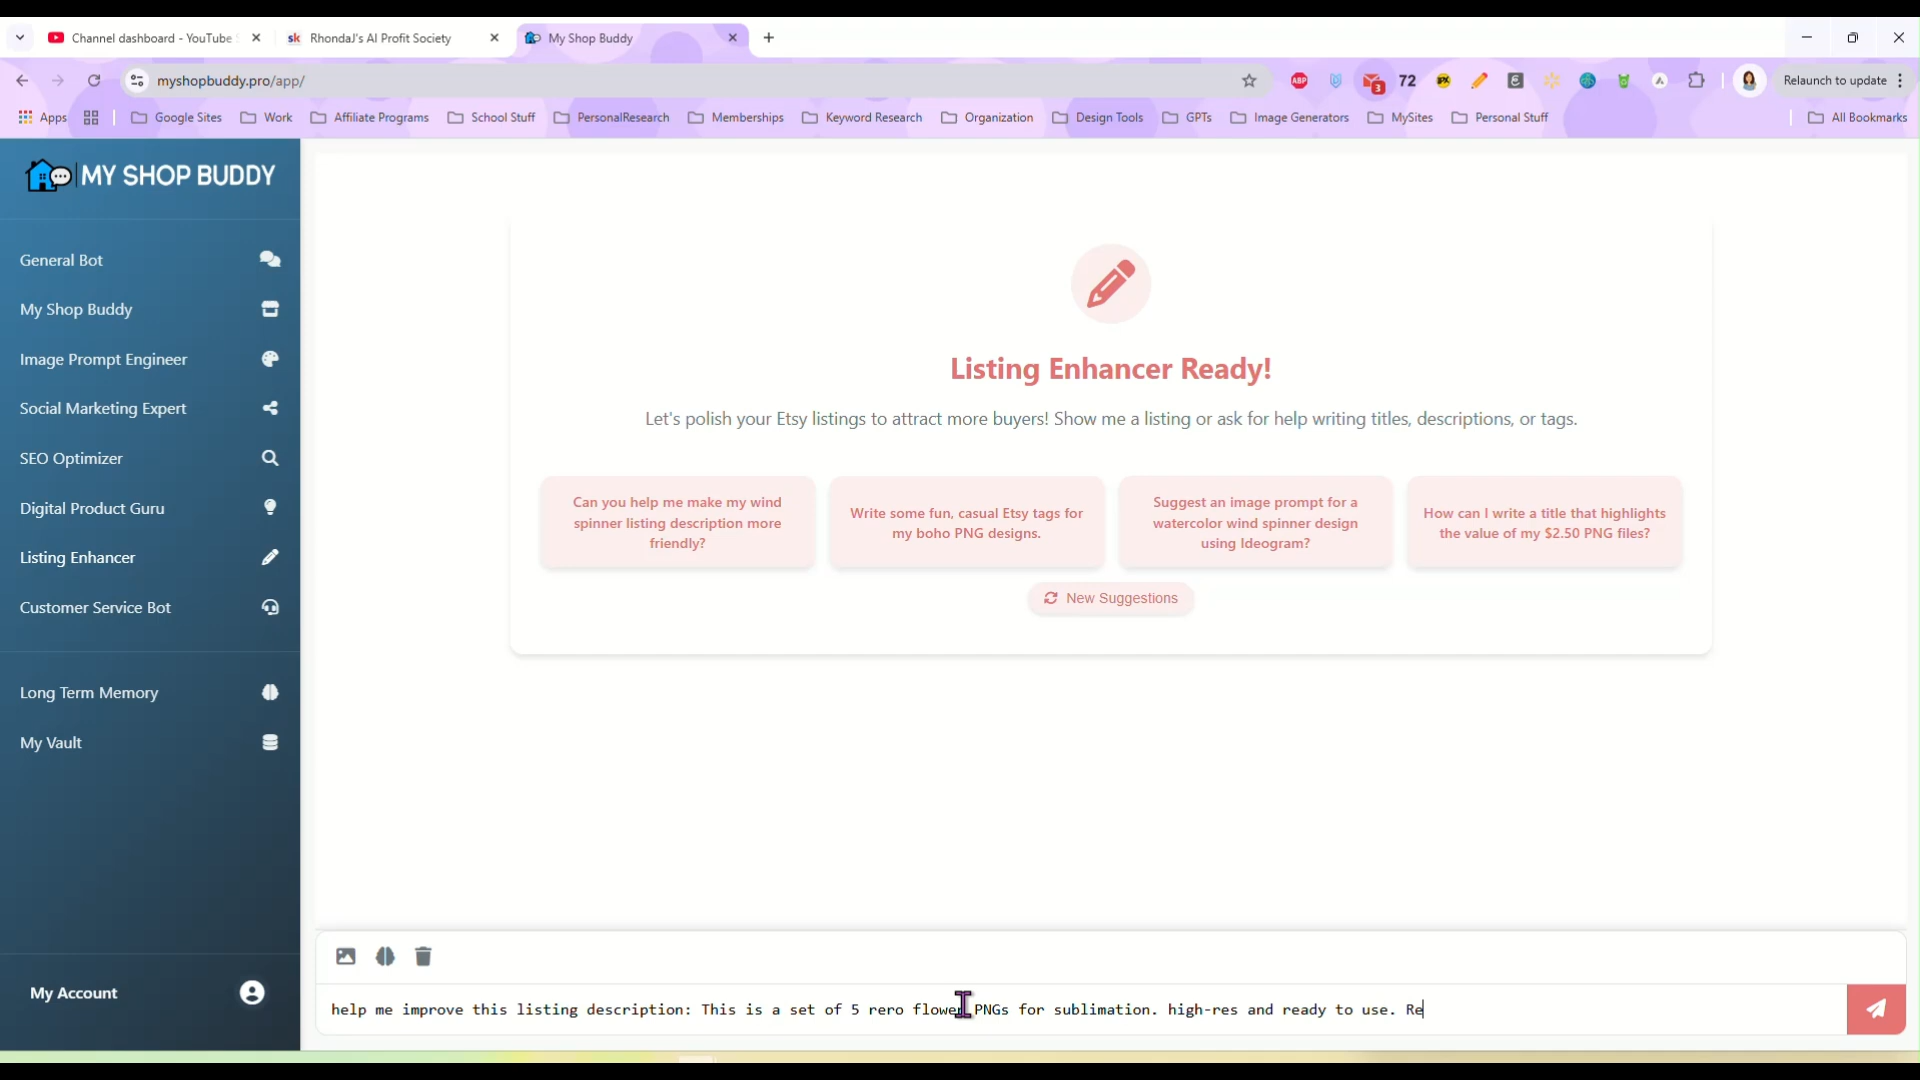 Channel dashboard - YouTube S
sk RhondaJ's AI Profit Society
My Shop Buddy
myshopbuddy.pro/app/
ABP
3
72
Relaunch to update
Apps
Google Sites
Work
Affiliate Programs
School Stuff
PersonalResearch
Memberships
Keyword Research
Organization
Design Tools
GPTs
Image Generators
MySites
Personal Stuff
All Bookmarks
MY SHOP BUDDY
General Bot
My Shop Buddy
Image Prompt Engineer
Social Marketing Expert
SEO Optimizer
Digital Product Guru
Listing Enhancer
Customer Service Bot
Long Term Memory
My Vault
My Account
Listing Enhancer Ready!
Let's polish your Etsy listings to attract more buyers! Show me a listing or ask for help writing titles, descriptions, or tags.
Can you help me make my wind
spinner listing description more
friendly?
Write some fun, casual Etsy tags for
my boho PNG designs.
Suggest an image prompt for a
watercolor wind spinner design
using Ideogram?
How can I write a title that highlights
the value of my $2.50 PNG files?
New Suggestions
help me improve this listing description: This is a set of 5 rero flower PNGs for sublimation. high-res and ready to use. Re